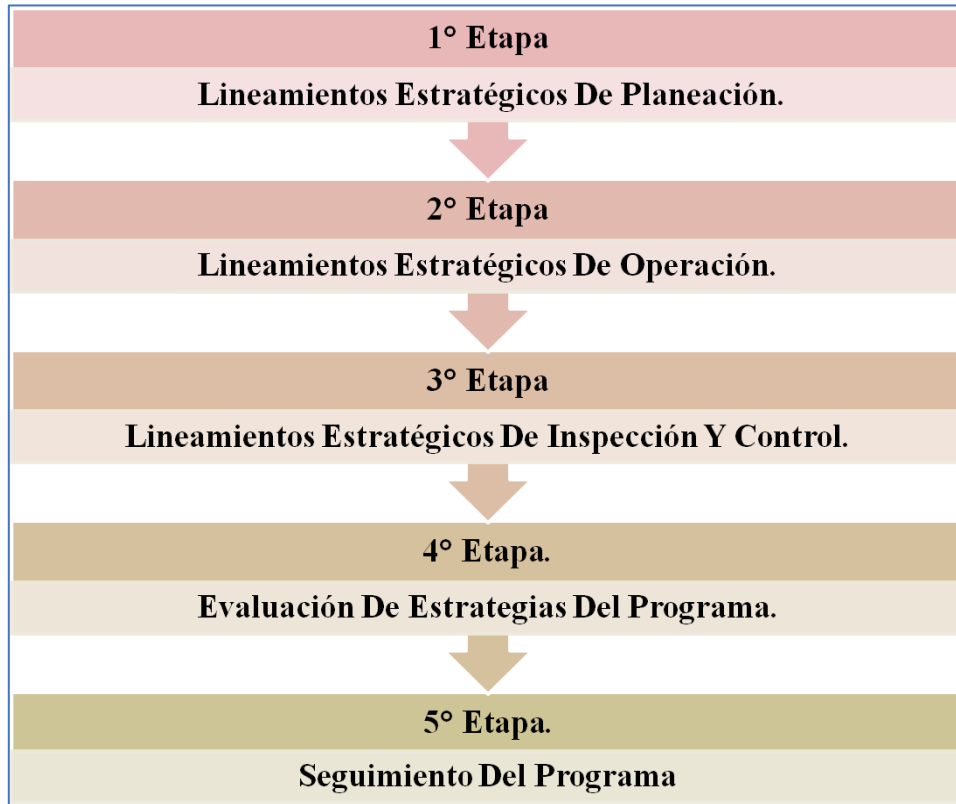 1° Etapa
Lineamientos Estratégicos De Planeación.
2° Etapa
Lineamientos Estratégicos De Operación.
3° Etapa
Lineamientos Estratégicos De Inspección Y Control.
4° Etapa.
Evaluación De Estrategias Del Programa.
5° Etapa.
Seguimiento Del Programa